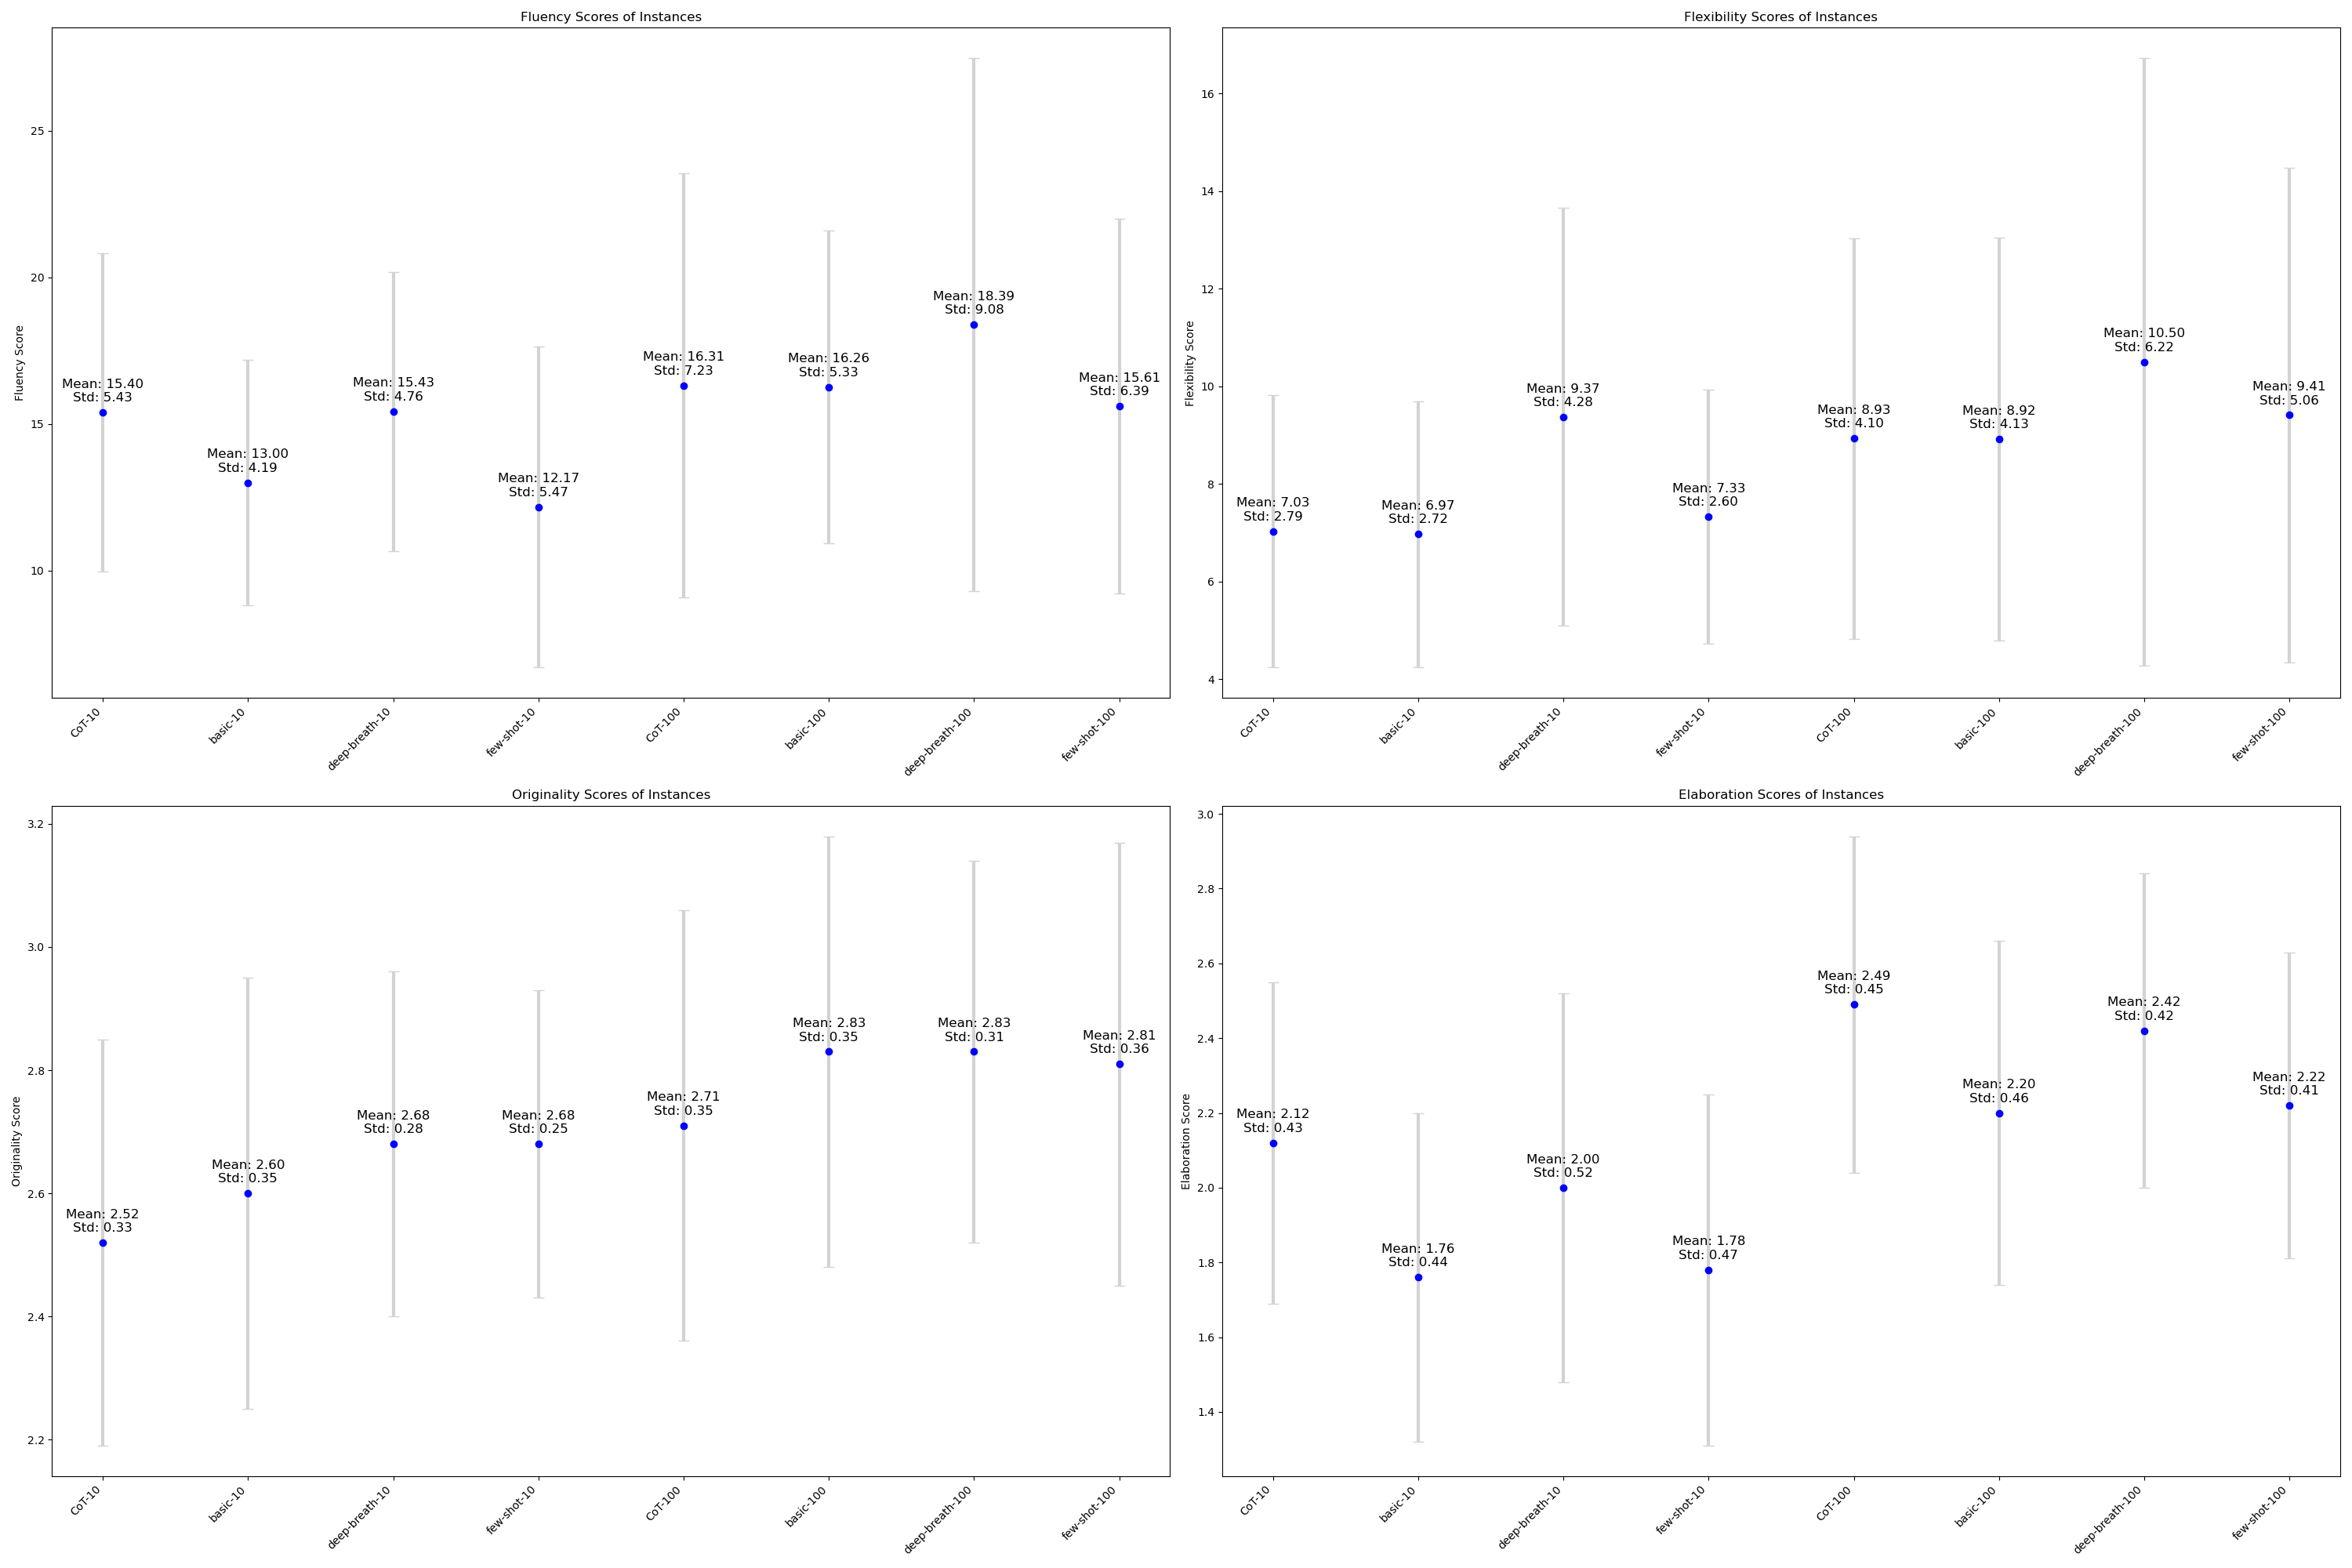 Fluency Scores of Instances
Fluency Score
25
20
15
10
Mean: 15.40
Std: 5.43
Mean: 13.00
Std: 4.19
Mean: 15.43
Std: 4.76
Mean: 12.17
Std: 5.47
Mean: 16.31
Std: 7.23
Mean: 16.26
Std: 5.33
Mean: 18.39
Std: 9.08
Mean: 15.61
Std: 6.39
CoT-10
basic-10
deep-breath-10
few-shot-10
CoT-100
basic-100
deep-breath-100
few-shot-100
Flexibility Scores of Instances
Flexibility Score
16
14
12
10
8
6
4
Mean: 7.03
Std: 2.79
Mean: 6.97
Std: 2.72
Mean: 9.37
Std: 4.28
Mean: 7.33
Std: 2.60
Mean: 8.93
Std: 4.10
Mean: 8.92
Std: 4.13
Mean: 10.50
Std: 6.22
Mean: 9.41
Std: 5.06
CoT-10
basic-10
deep-breath-10
few-shot-10
CoT-100
basic-100
deep-breath-100
few-shot-100
Originality Scores of Instances
Originality Score
3.2
3.0
2.8
2.6
2.4
2.2
Mean: 2.52
Std: 0.33
Mean: 2.60
Std: 0.35
Mean: 2.68
Std: 0.28
Mean: 2.68
Std: 0.25
Mean: 2.71
Std: 0.35
Mean: 2.83
Std: 0.35
Mean: 2.83
Std: 0.31
Mean: 2.81
Std: 0.36
CoT-10
basic-10
deep-breath-10
few-shot-10
CoT-100
basic-100
deep-breath-100
few-shot-100
Elaboration Scores of Instances
Elaboration Score
3.0
2.8
2.6
2.4
2.2
2.0
1.8
1.6
1.4
Mean: 2.12
Std: 0.43
Mean: 1.76
Std: 0.44
Mean: 2.00
Std: 0.52
Mean: 1.78
Std: 0.47
Mean: 2.49
Std: 0.45
Mean: 2.20
Std: 0.46
Mean: 2.42
Std: 0.42
Mean: 2.22
Std: 0.41
CoT-10
basic-10
deep-breath-10
few-shot-10
CoT-100
basic-100
deep-breath-100
few-shot-100